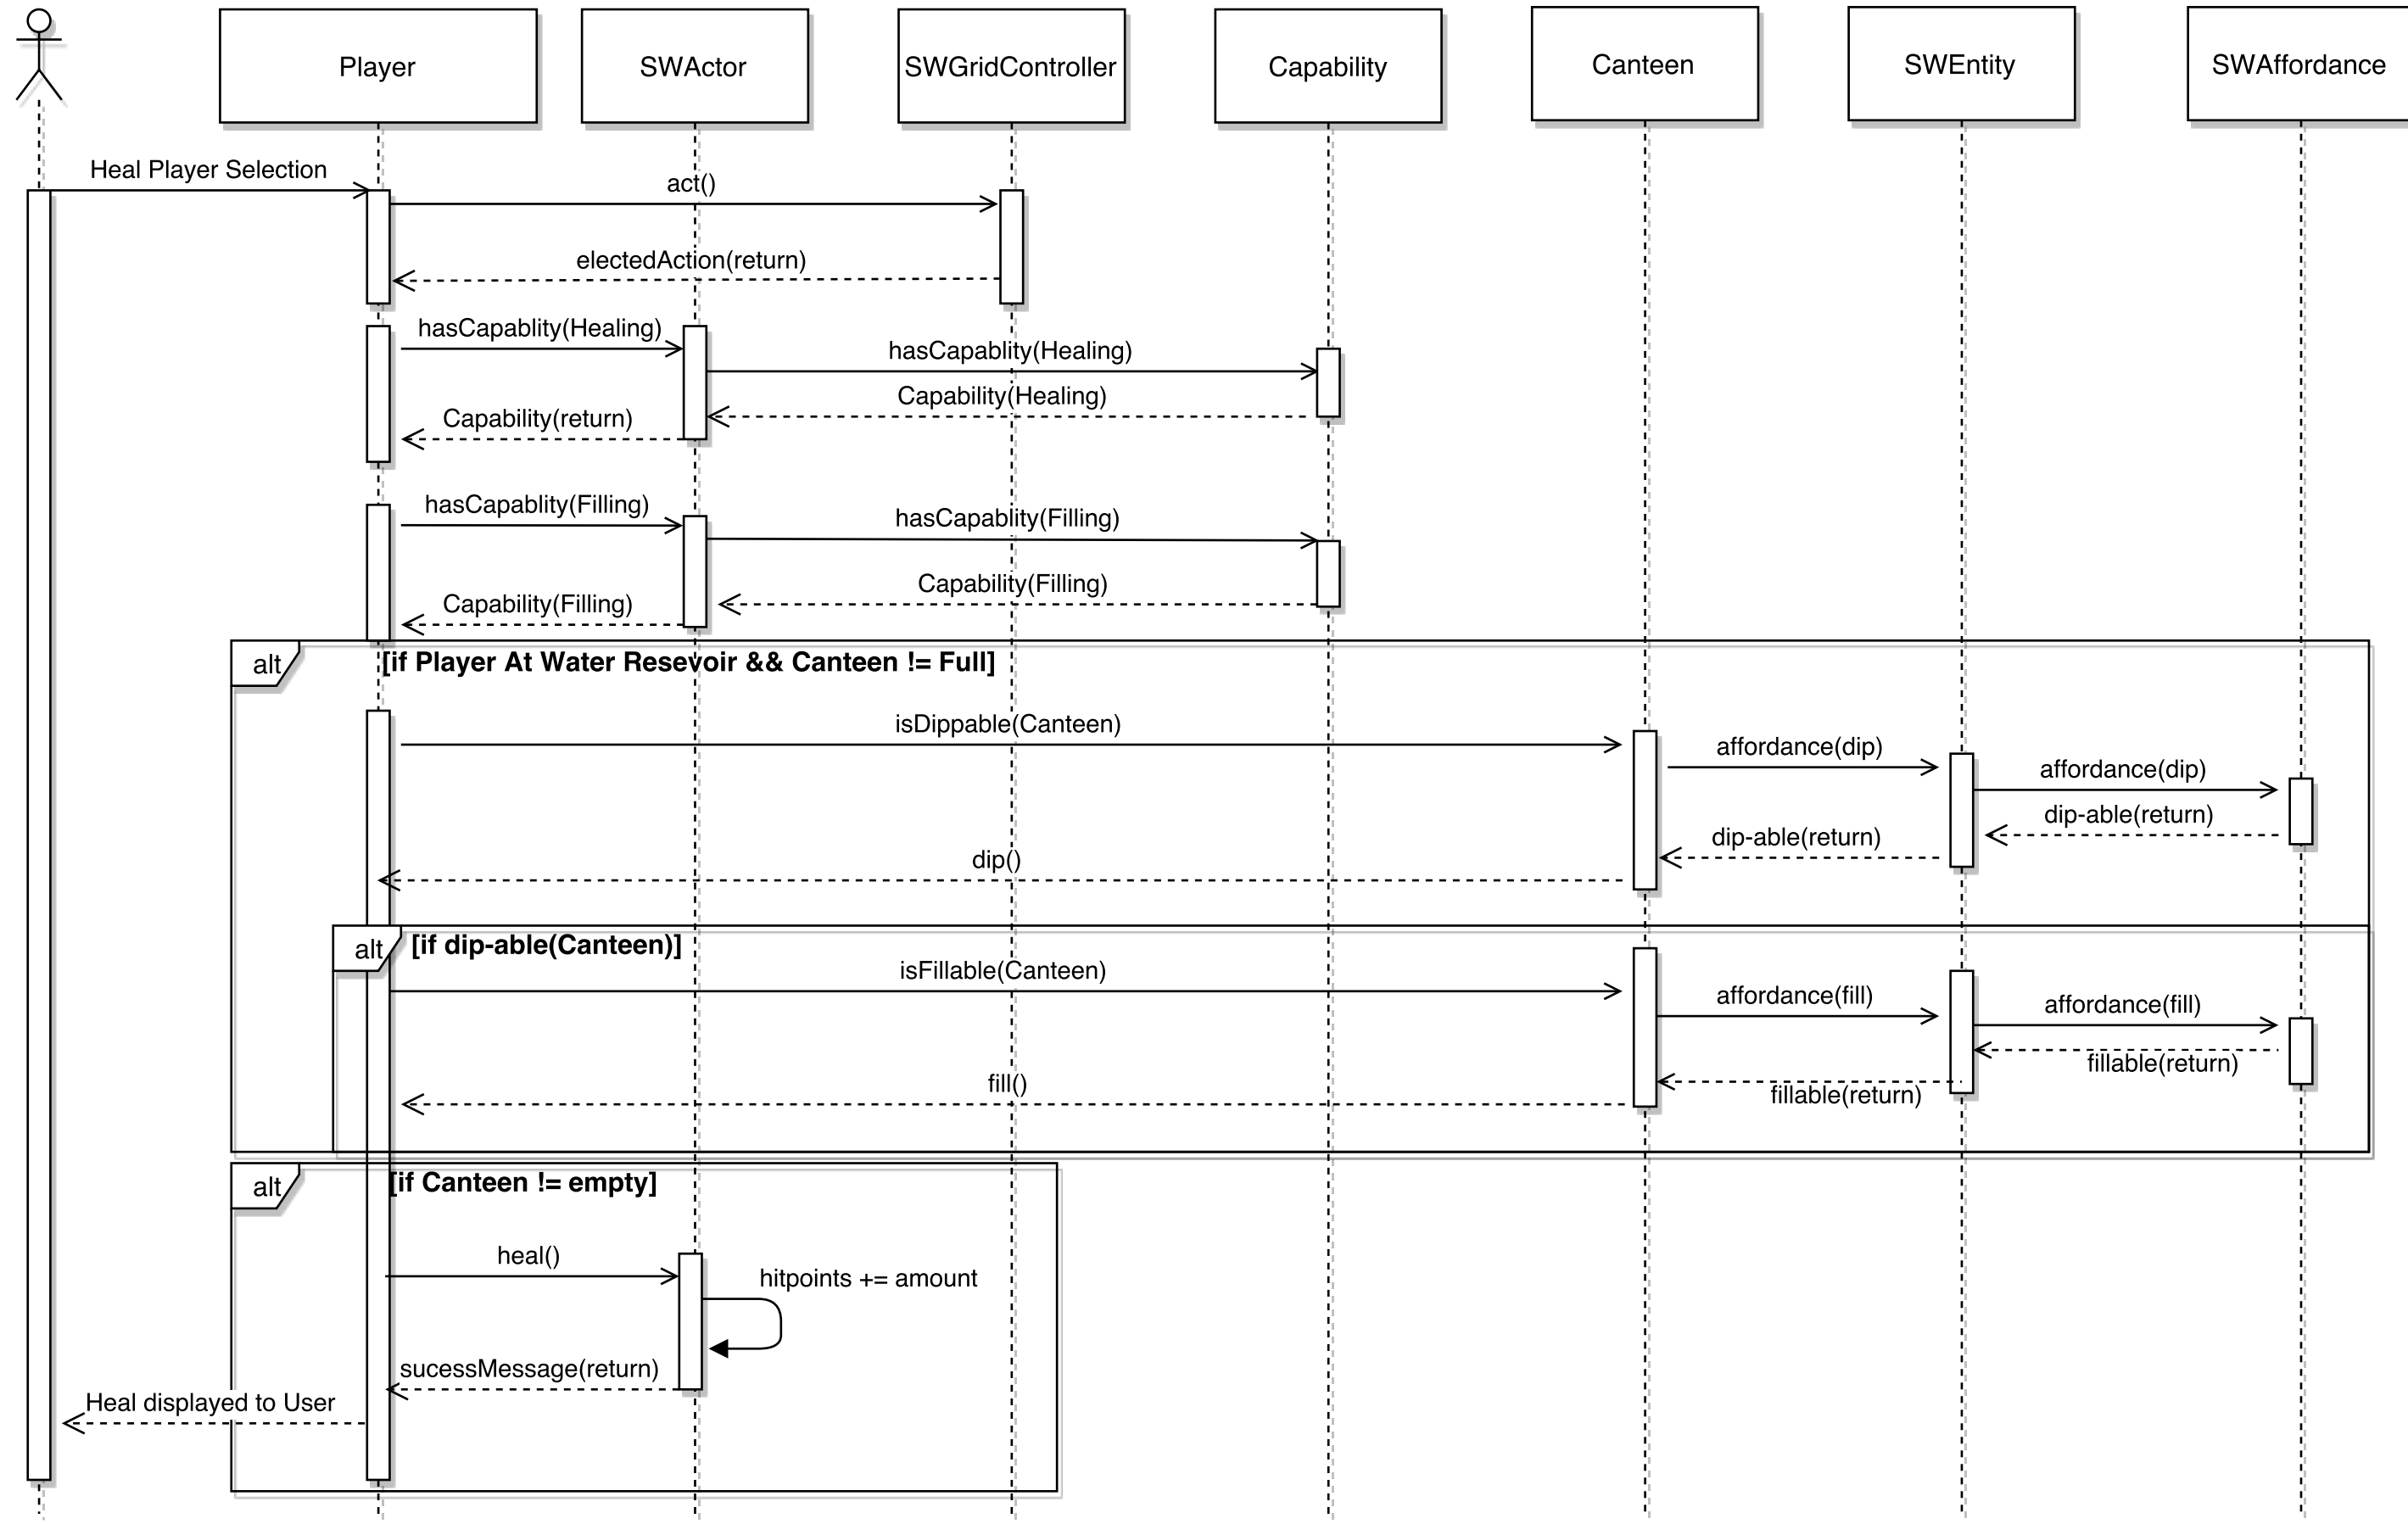 Player
SWActor
SWGridController
Capability
Canteen
SWEntity
SWAffordance
Heal Player Selection
act()
electedAction(return)
hasCapablity(Healing)
hasCapablity(Healing)
Capability(Healing)
Capablity(return)
hasCapablity(Filling)
hasCapablity(Filling)
Capability(Filling)
Capablity(Filling)
alt
[if Player At Water Resevoir && Canteen != Full]
isDippable(Canteen)
affordance(dip)
affordance(dip)
dip-able(return)
dip-able(return)
dip()
alt
[if dip-able(Canteen)]
isFillable(Canteen)
affordance(fill)
affordance(fill)
fillable(return)
fillable(return)
fill()
alt
[if Canteen != empty]
heal()
hitpoints += amount
sucessMessage(return)
Heal displayed to User